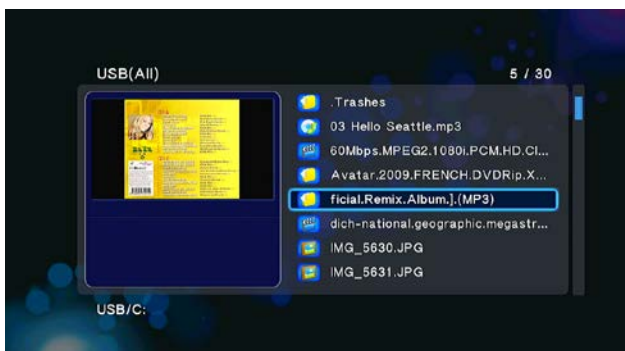 USB(All)
5 / 30
.Trashes
03 Hello Seattle.mp3
60Mbps.MPEG2.1080i.PCM.HD.Cl...
Avatar.2009.FRENCH.DVDRip.X...
ficial.Remix.Album.].(MP3)
dich-national.geographic.megastr...
IMG_5630.JPG
IMG_5631.JPG
USB/C: